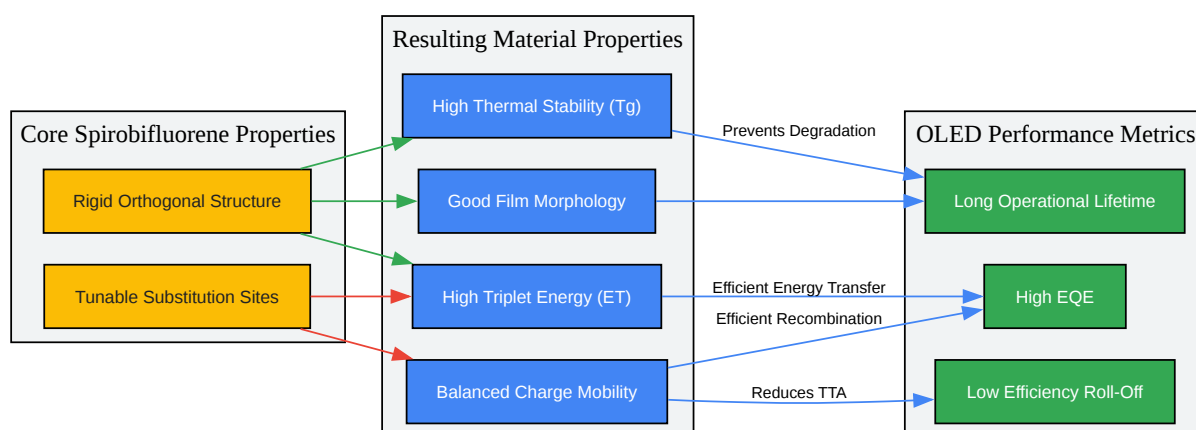 Core Spirobifluorene Properties
Rigid Orthogonal Structure
Tunable Substitution Sites
Resulting Material Properties
High Thermal Stability (Tg)
Good Film Morphology
High Triplet Energy (ET)
Balanced Charge Mobility
Prevents Degradation
Efficient Energy Transfer
Efficient Recombination
Reduces TTA
OLED Performance Metrics
Long Operational Lifetime
High EQE
Low Efficiency Roll-Off